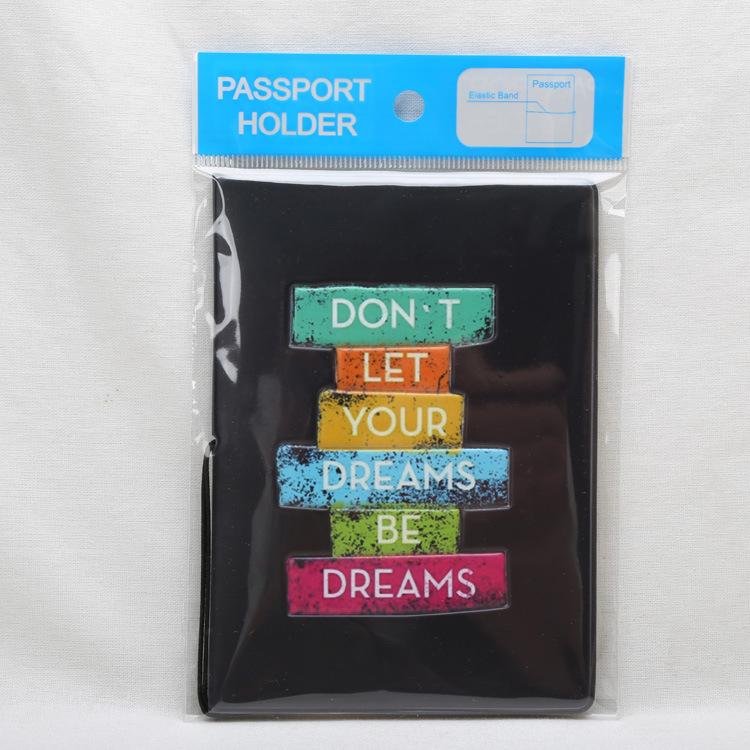 PASSPORT
HOLDER
Passport
Elastic Band
DON'T
LET
YOUR
DREAMS
BE
DREAMS